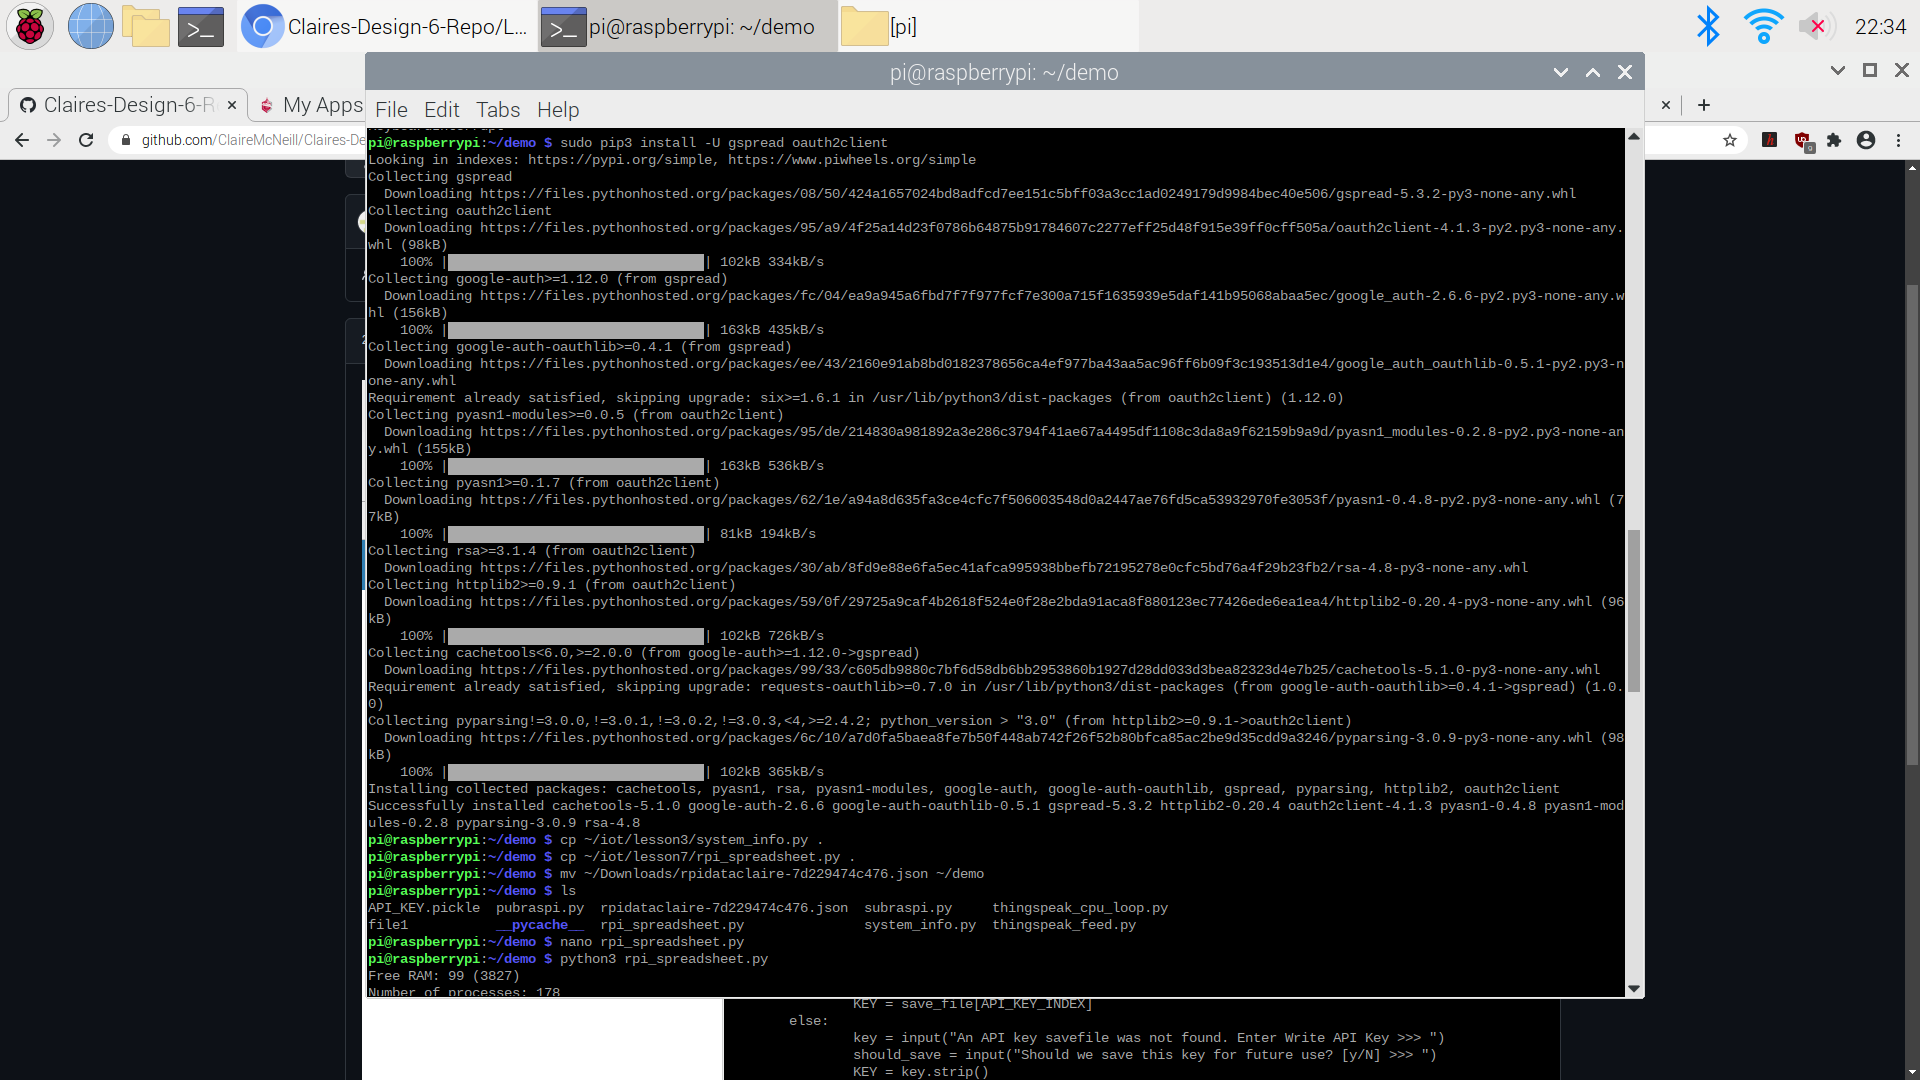 Claires-Design-6-Repo/L...
pi@raspberrypi: ~/demo
[pi]
22:34
pi@raspberrypi: ~/demo
Claires-Design-6-R
My Apps
File Edit Tabs Help
github.com/ClaireMcNeill/Claires-De
pi@raspberrypi:~/demo $ sudo pip3 install -U gspread oauth2client
Looking in indexes: https://pypi.org/simple, https://www.piwheels.org/simple
Collecting gspread
Downloading https://files.pythonhosted.org/packages/08/50/424a1657024bd8adfcd7ee151c5bff03a3cc1ad0249179d9984bec40e506/gspread-5.3.2-py3-none-any.whl
Collecting oauth2client
Downloading https://files.pythonhosted.org/packages/95/a9/4f25a14d23f0786b64875b91784607c2277eff25d48f915e39ff0cff505a/oauth2client-4.1.3-py2.py3-none-any.
whl (98kB)
100% | | 102kB 334kB/s
Collecting google-auth>=1.12.0 (from gspread)
Downloading https://files.pythonhosted.org/packages/fc/04/ea9a945a6fbd7f7f977fcf7e300a715f1635939e5daf141b95068abaa5ec/google_auth-2.6.6-py2.py3-none-any.w
hl (156kB)
100% | | 163kB 435kB/s
Collecting google-auth-oauthlib>=0.4.1 (from gspread)
Downloading https://files.pythonhosted.org/packages/ee/43/2160e91ab8bd0182378656ca4ef977ba43aa5ac96ff6b09f3c193513d1e4/google_auth_oauthlib-0.5.1-py2.py3-n
one-any.whl
Requirement already satisfied, skipping upgrade: six>=1.6.1 in /usr/lib/python3/dist-packages (from oauth2client) (1.12.0)
Collecting pyasn1-modules>=0.0.5 (from oauth2client)
Downloading https://files.pythonhosted.org/packages/95/de/214830a981892a3e286c3794f41ae67a4495df1108c3da8a9f62159b9a9d/pyasn1_modules-0.2.8-py2.py3-none-an
y.whl (155kB)
100% | | 163kB 536kB/s
Collecting pyasn1>=0.1.7 (from oauth2client)
Downloading https://files.pythonhosted.org/packages/62/1e/a94a8d635fa3ce4cfc7f506003548d0a2447ae76fd5ca53932970fe3053f/pyasn1-0.4.8-py2.py3-none-any.whl (7
7kB)
100% | | 81kB 194kB/s
Collecting rsa>=3.1.4 (from oauth2client)
Downloading https://files.pythonhosted.org/packages/30/ab/8fd9e88e6fa5ec41afca995938bbefb72195278e0cfc5bd76a4f29b23fb2/rsa-4.8-py3-none-any.whl
Collecting httplib2>=0.9.1 (from oauth2client)
Downloading https://files.pythonhosted.org/packages/59/0f/29725a9caf4b2618f524e0f28e2bda91aca8f880123ec77426ede6ea1ea4/httplib2-0.20.4-py3-none-any.whl (96
kB)
100% | | 102kB 726kB/s
Collecting cachetools<6.0,>=2.0.0 (from google-auth>=1.12.0->gspread)
Downloading https://files.pythonhosted.org/packages/99/33/c605db9880c7bf6d58db6bb2953860b1927d28dd033d3bea82323d4e7b25/cachetools-5.1.0-py3-none-any.whl
Requirement already satisfied, skipping upgrade: requests-oauthlib>=0.7.0 in /usr/lib/python3/dist-packages (from google-auth-oauthlib>=0.4.1->gspread) (1.0.
0)
Collecting pyparsing!=3.0.0,!=3.0.1,!=3.0.2,!=3.0.3,<4,>=2.4.2; python_version > "3.0" (from httplib2>=0.9.1->oauth2client)
Downloading https://files.pythonhosted.org/packages/6c/10/a7d0fa5baea8fe7b50f448ab742f26f52b80bfca85ac2be9d35cdd9a3246/pyparsing-3.0.9-py3-none-any.whl (98
kB)
100% | | 102kB 365kB/s
Installing collected packages: cachetools, pyasn1, rsa, pyasn1-modules, google-auth, google-auth-oauthlib, gspread, pyparsing, httplib2, oauth2client
Successfully installed cachetools-5.1.0 google-auth-2.6.6 google-auth-oauthlib-0.5.1 gspread-5.3.2 httplib2-0.20.4 oauth2client-4.1.3 pyasn1-0.4.8 pyasn1-mod
ules-0.2.8 pyparsing-3.0.9 rsa-4.8
pi@raspberrypi:~/demo $ cp ~/iot/lesson3/system_info.py .
pi@raspberrypi:~/demo $ cp ~/iot/lesson7/rpi_spreadsheet.py .
pi@raspberrypi:~/demo $ mv ~/Downloads/rpidataclaire-7d229474c476.json ~/demo
pi@raspberrypi:~/demo $ ls
API_KEY.pickle pubraspi.py rpidataclaire-7d229474c476.json subraspi.py thingspeak_cpu_loop.py
file1 __pycache__ rpi_spreadsheet.py system_info.py thingspeak_feed.py
pi@raspberrypi:~/demo $ nano rpi_spreadsheet.py
pi@raspberrypi:~/demo $ python3 rpi_spreadsheet.py
Free RAM: 99 (3827)
Number of processes: 178
KEY = save_file[API_KEY_INDEX]
else:
key = input("An API key savefile was not found. Enter Write API Key >>> ")
should_save = input("Should we save this key for future use? [y/N] >>> ")
KEY = key.strip()